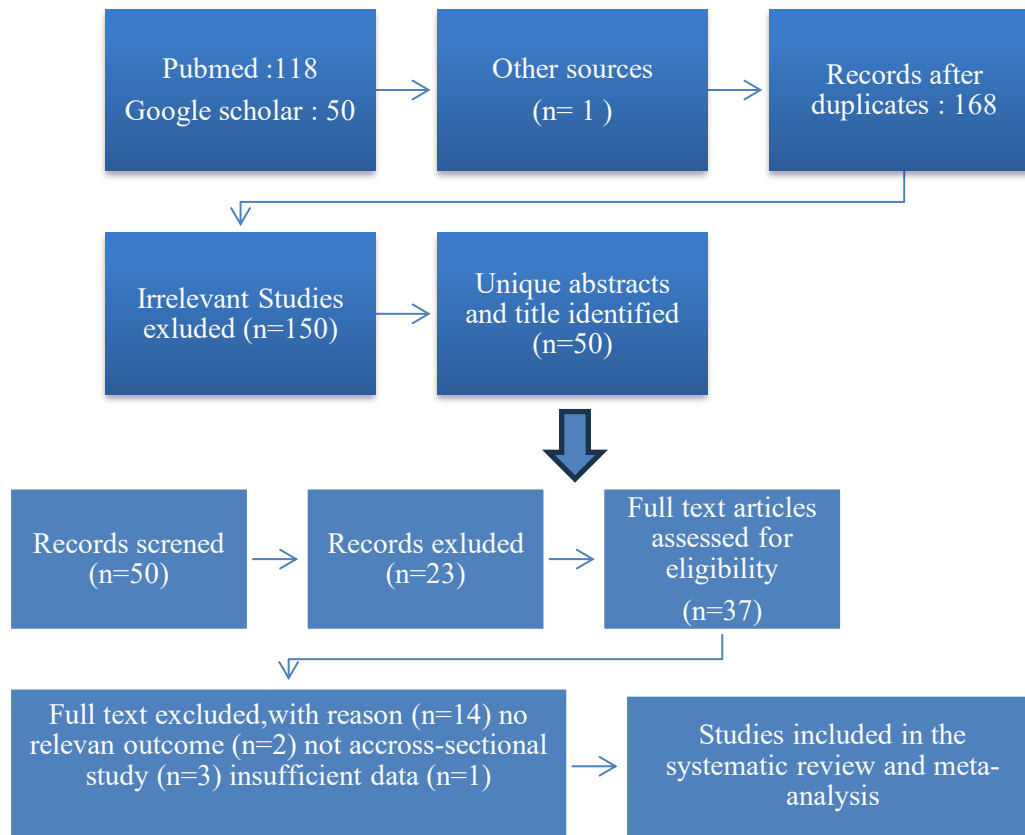 Pubmed :118
Google scholar : 50
Other sources
(n= 1 )
Records after
duplicates : 168
Irrelevant Studies
exluded (n=150)
Unique abstracts
and title identified
(n=50)
Records screned
(n=50)
Records exluded
(n=23)
Full text articles
assessed for
eligibility
(n=37)
Full text excluded,with reason (n=14) no
relevan outcome (n=2) not accross-sectional
study (n=3) insufficient data (n=1)
Studies included in the
systematic review and meta-
analysis